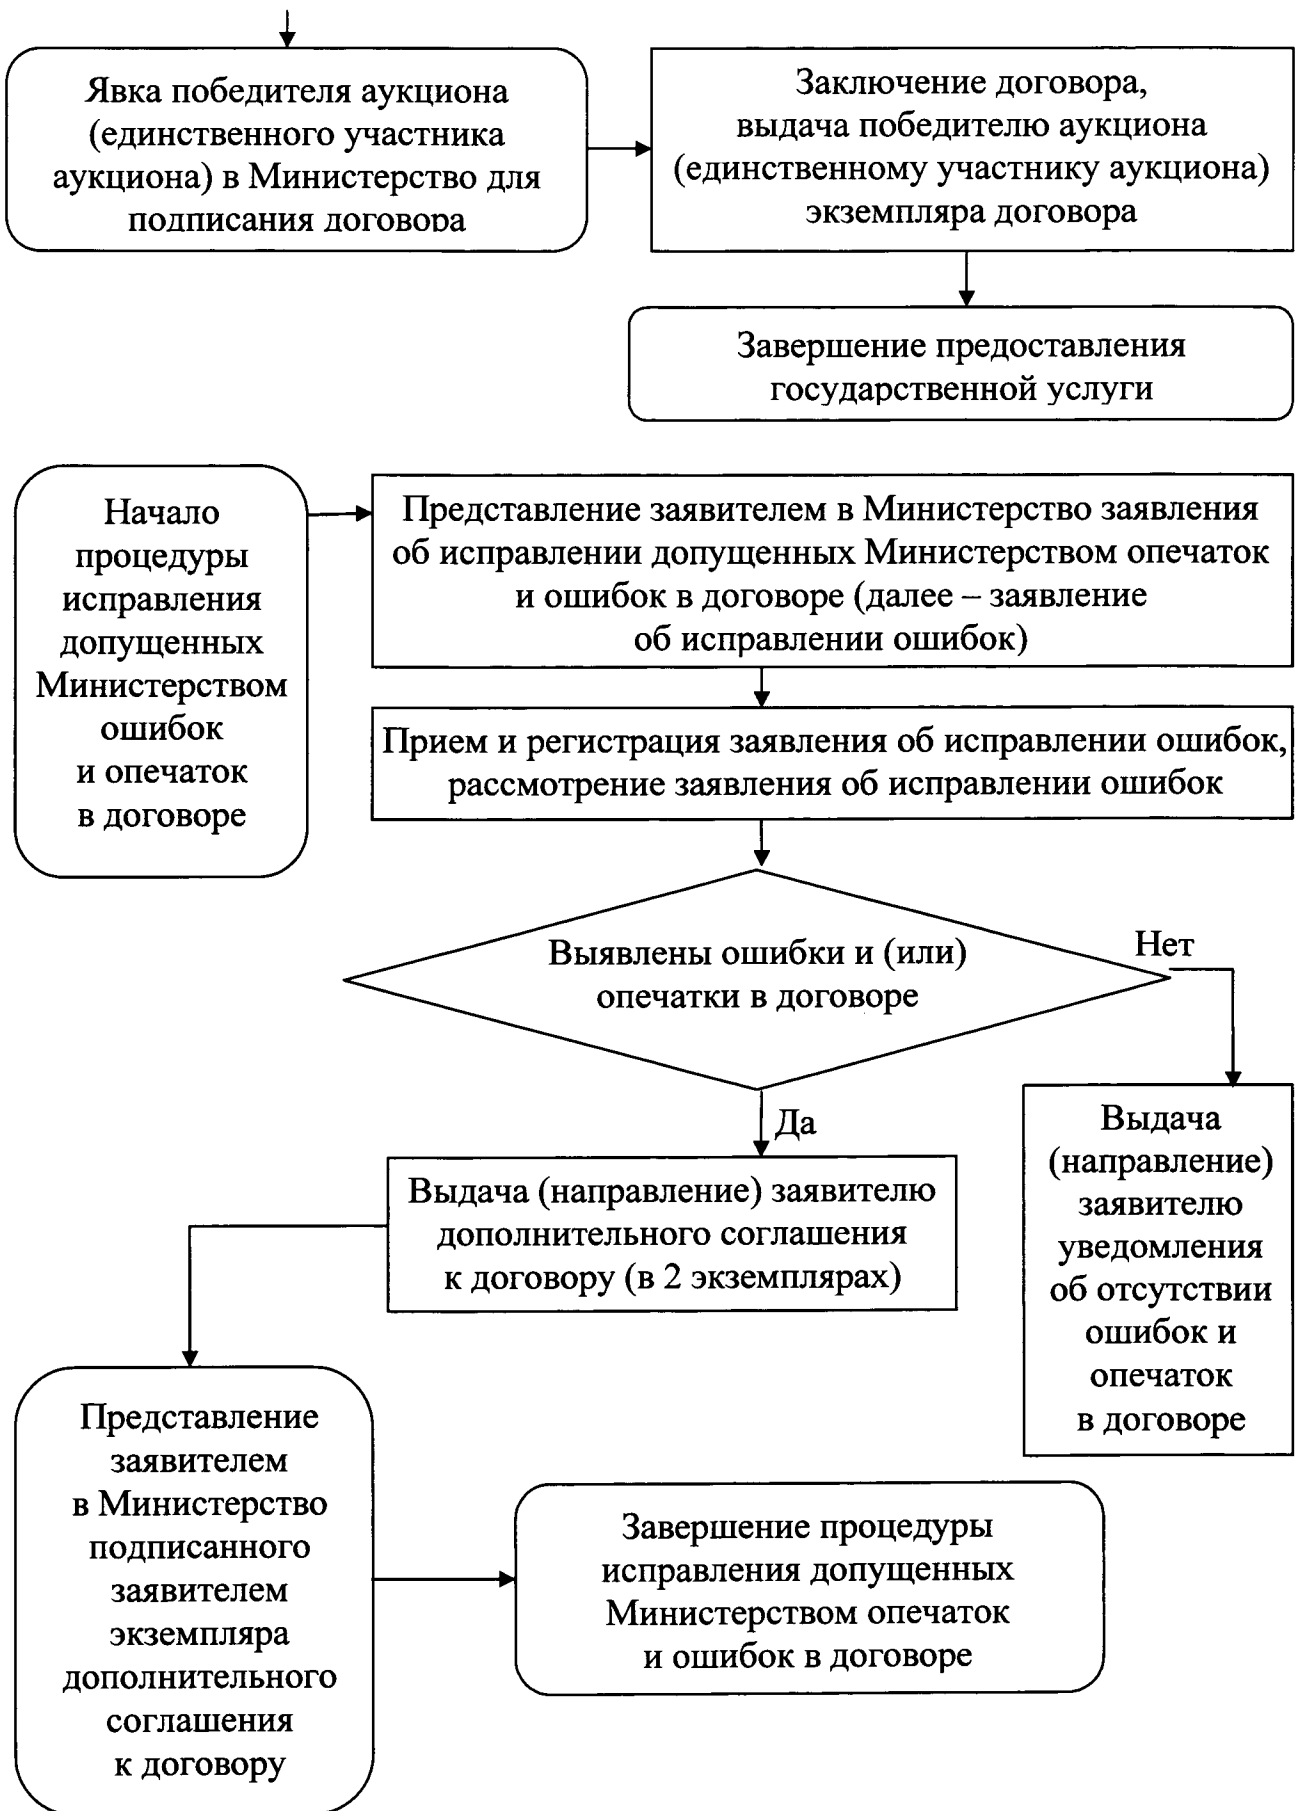 Явка победителя аукциона
(единственного участника
аукциона) в Министерство для
подписания договора
Заключение договора,
выдача победителю аукциона
(единственному участнику аукциона)
экземпляра договора
Завершение предоставления
государственной услуги
Начало
процедуры
исправления
допущенных
Министерством
ошибок
и опечаток
в договоре
Представление заявителем в Министерство заявления
об исправлении допущенных Министерством опечаток
и ошибок в договоре (далее – заявление
об исправлении ошибок)
Прием и регистрация заявления об исправлении ошибок,
рассмотрение заявления об исправлении ошибок
Выявлены ошибки и (или)
опечатки в договоре
Нет
Да
Выдача
(направление)
заявителю
уведомления
об отсутствии
ошибок и
опечаток
в договоре
Выдача (направление) заявителю
дополнительного соглашения
к договору (в 2 экземплярах)
Представление
заявителем
в Министерство
подписанного
заявителем
экземпляра
дополнительного
соглашения
к договору
Завершение процедуры
исправления допущенных
Министерством опечаток
и ошибок в договоре